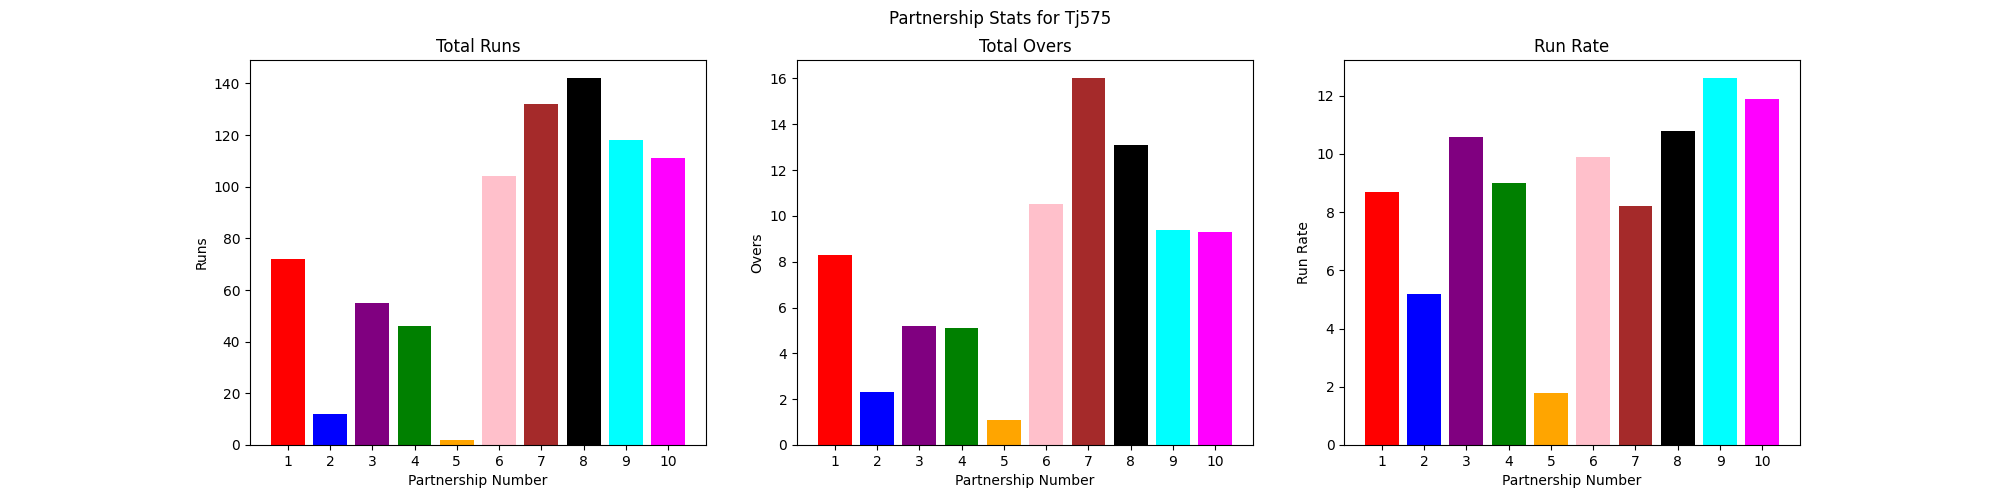 Partnership Stats for Tj575
Total Runs
Runs
0
20
40
60
80
100
120
140
1 2 3 4 5 6 7 8 9 10
Partnership Number
Total Overs
Overs
0
2
4
6
8
10
12
14
16
1 2 3 4 5 6 7 8 9 10
Partnership Number
Run Rate
Run Rate
0
2
4
6
8
10
12
1 2 3 4 5 6 7 8 9 10
Partnership Number